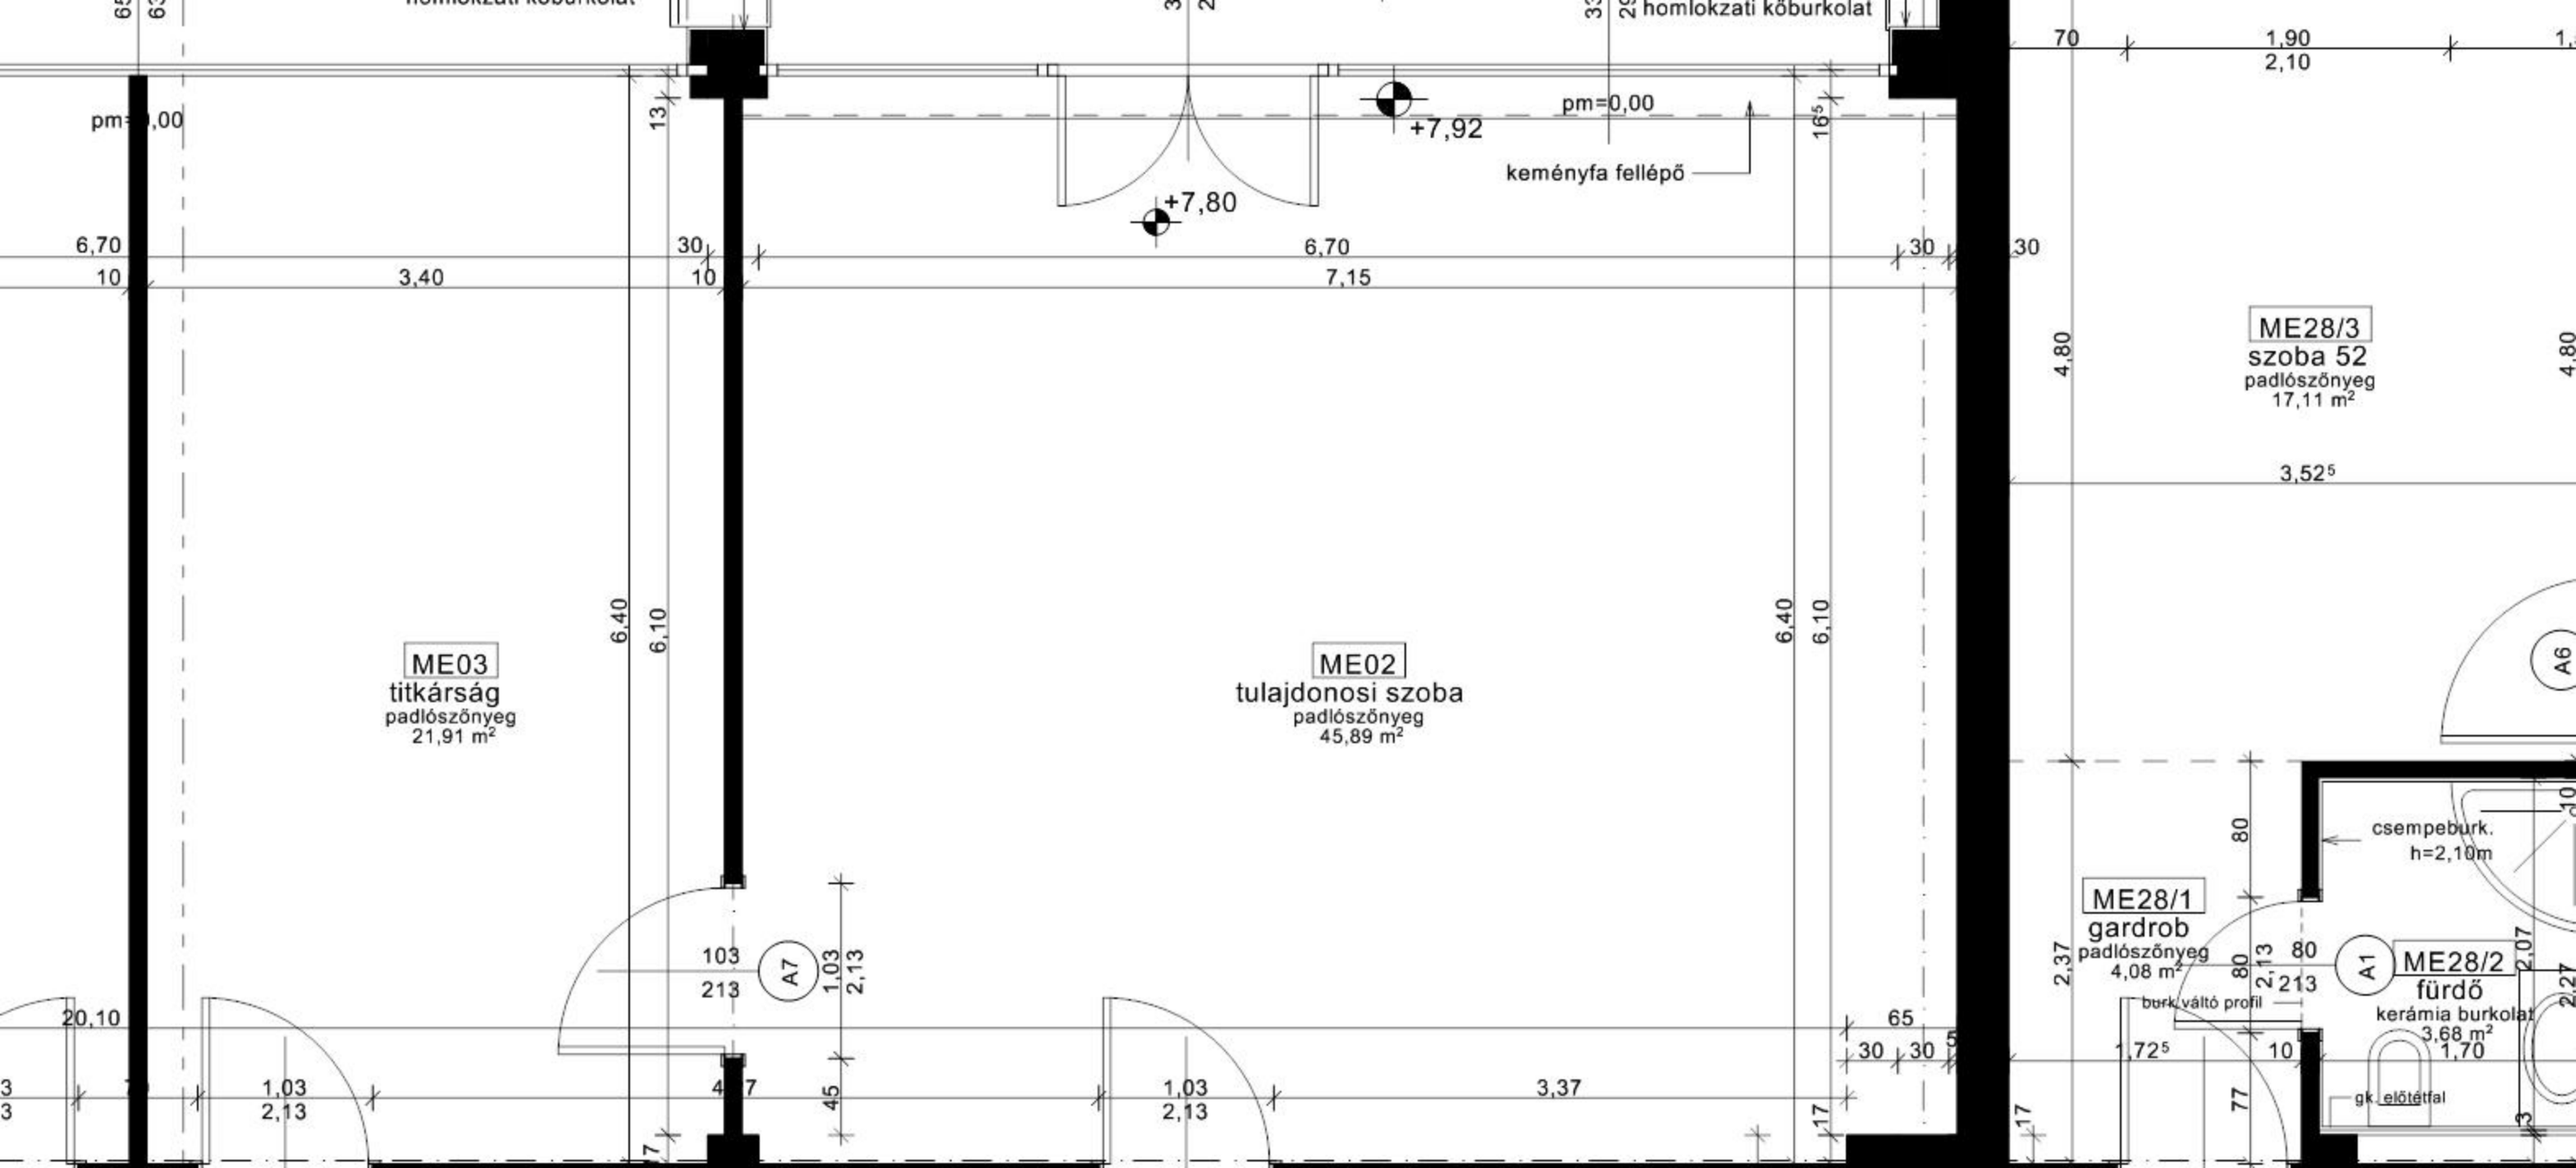 65
63
homlokzati kőburkolat
homlokzati kőburkolat
70
1,90
2,10
pm=0,00
13
+7,92
pm=0,00
16⁵
keményfa fellépő
+7,80
6,70
30
6,70
30
30
10
3,40
10
7,15
ME28/3
szoba 52
padlószőnyeg
17,11 m²
4,80
4,80
3,52⁵
6,40
6,10
6,40
6,10
ME03
titkárság
padlószőnyeg
21,91 m²
ME02
tulajdonosi szoba
padlószőnyeg
45,89 m²
A6
10
80
csempeburk.
h=2,10m
ME28/1
gardrob
padlószőnyeg
4,08 m²
2,37
80
2,13
80
213
A1
ME28/2
fürdő
kerámia burkolat
3,68 m²
2,07
2,27
burk.váltó profil
103
213
A7
1,03
2,13
20,10
65
30
30
5
1,72⁵
10
1,70
3
3
1,03
2,13
45
1,03
2,13
3,37
17
17
77
gk. előtétfal
3